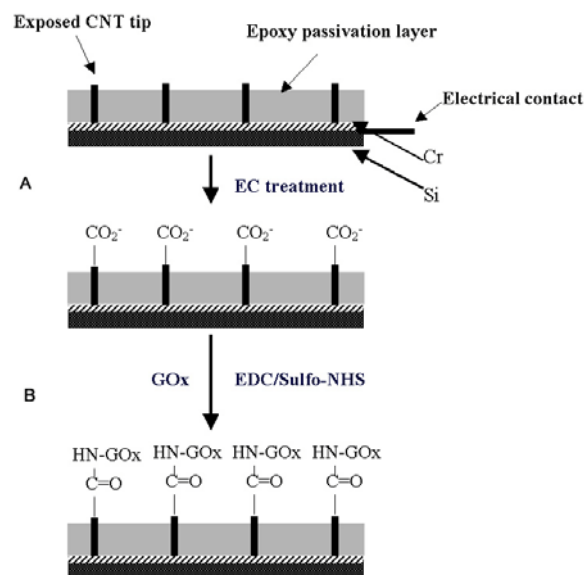 Exposed CNT tip
Epoxy passivation layer
Electrical contact
Cr
Si
A
EC treatment
CO₂⁻ CO₂⁻ CO₂⁻ CO₂⁻
GOx EDC/Sulfo-NHS
B
HN-GOx HN-GOx HN-GOx HN-GOx
C=O C=O C=O C=O